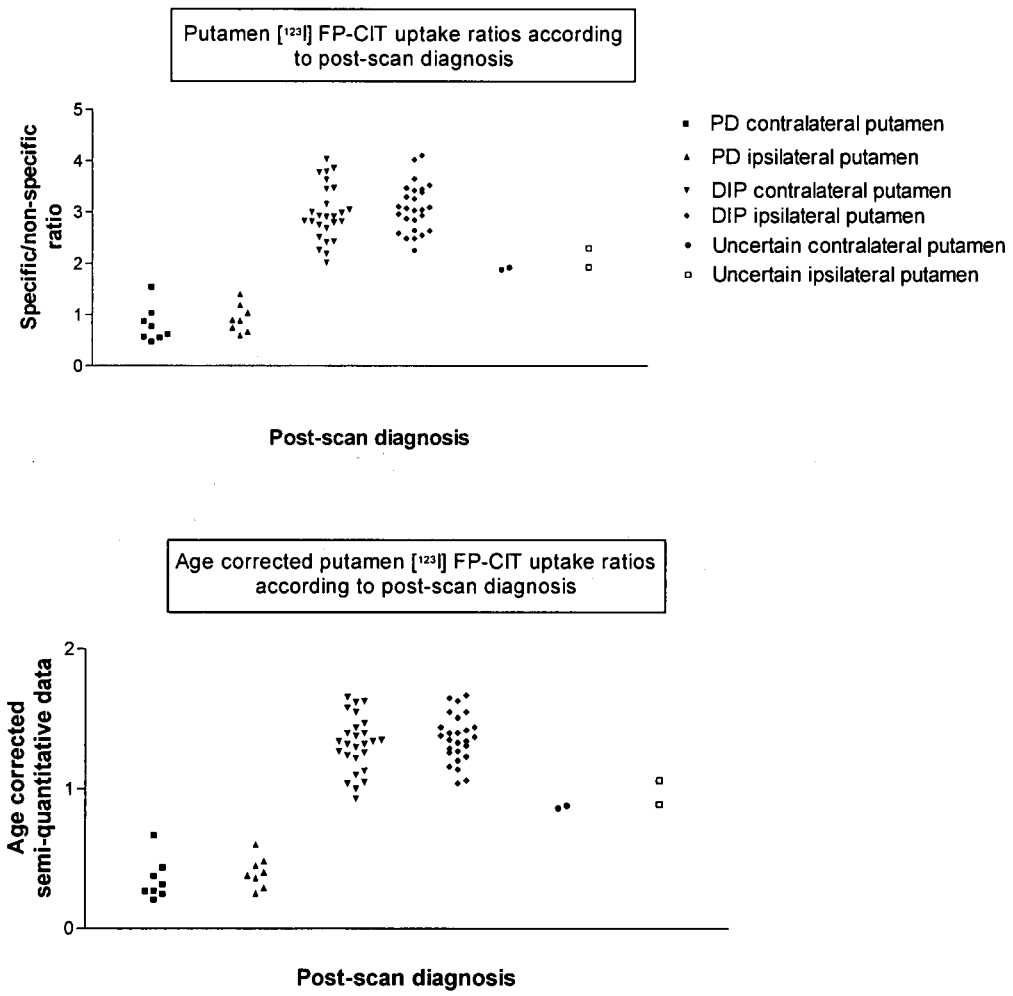 Putamen [¹²³I] FP-CIT uptake ratios according
to post-scan diagnosis
5
4
3
2
1
0
Specific/non-specific
ratio
Post-scan diagnosis
PD contralateral putamen
PD ipsilateral putamen
DIP contralateral putamen
DIP ipsilateral putamen
Uncertain contralateral putamen
Uncertain ipsilateral putamen
Age corrected putamen [¹²³I] FP-CIT uptake ratios
according to post-scan diagnosis
2
1
0
Age corrected
semi-quantitative data
Post-scan diagnosis